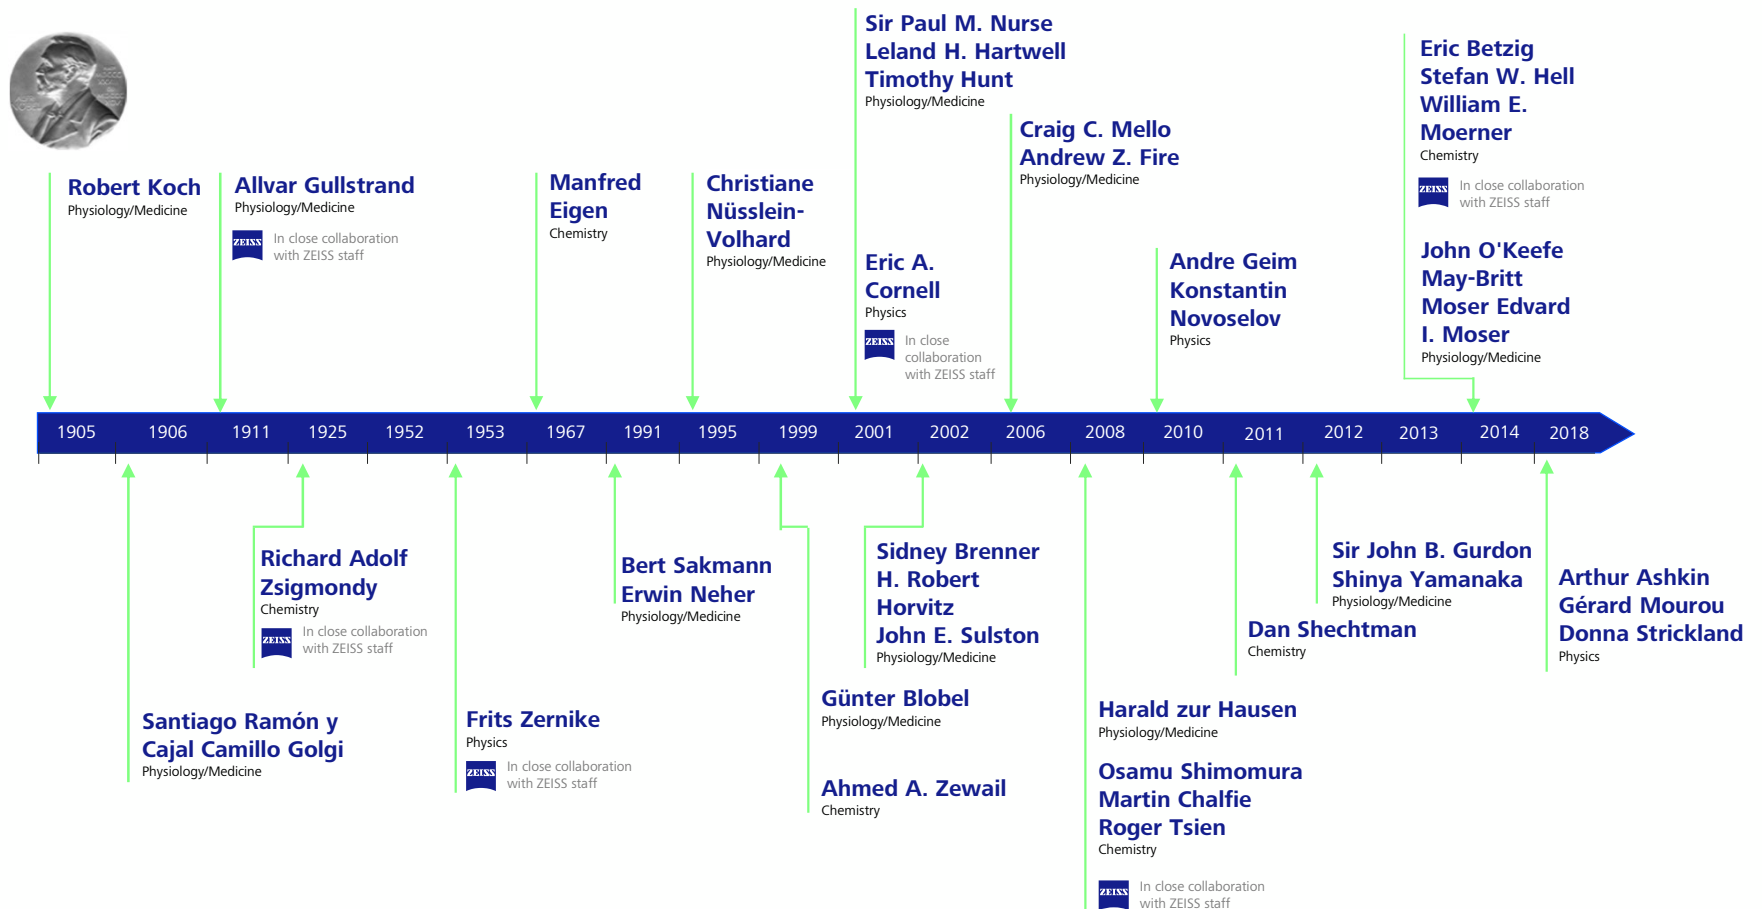 Sir Paul M. Nurse
Leland H. Hartwell
Timothy Hunt
Physiology/Medicine
Eric Betzig
Stefan W. Hell
William E.
Moerner
Chemistry
ZEISS
In close collaboration
with ZEISS staff
Craig C. Mello
Andrew Z. Fire
Physiology/Medicine
Robert Koch
Physiology/Medicine
Allvar Gullstrand
Physiology/Medicine
ZEISS
In close collaboration
with ZEISS staff
Manfred
Eigen
Chemistry
Christiane
Nüsslein-
Volhard
Physiology/Medicine
Eric A.
Cornell
Physics
ZEISS
In close
collaboration
with ZEISS staff
Andre Geim
Konstantin
Novoselov
Physics
John O'Keefe
May-Britt
Moser Edvard
I. Moser
Physiology/Medicine
1905 1906 1911 1925 1952 1953 1967 1991 1995 1999 2001 2002 2006 2008 2010 2011 2012 2013 2014 2018
Richard Adolf
Zsigmondy
Chemistry
ZEISS
In close collaboration
with ZEISS staff
Bert Sakmann
Erwin Neher
Physiology/Medicine
Sidney Brenner
H. Robert
Horvitz
John E. Sulston
Physiology/Medicine
Sir John B. Gurdon
Shinya Yamanaka
Physiology/Medicine
Arthur Ashkin
Gérard Mourou
Donna Strickland
Physics
Dan Shechtman
Chemistry
Santiago Ramón y
Cajal Camillo Golgi
Physiology/Medicine
Frits Zernike
Physics
ZEISS
In close collaboration
with ZEISS staff
Günter Blobel
Physiology/Medicine
Ahmed A. Zewail
Chemistry
Harald zur Hausen
Physiology/Medicine
Osamu Shimomura
Martin Chalfie
Roger Tsien
Chemistry
ZEISS
In close collaboration
with ZEISS staff